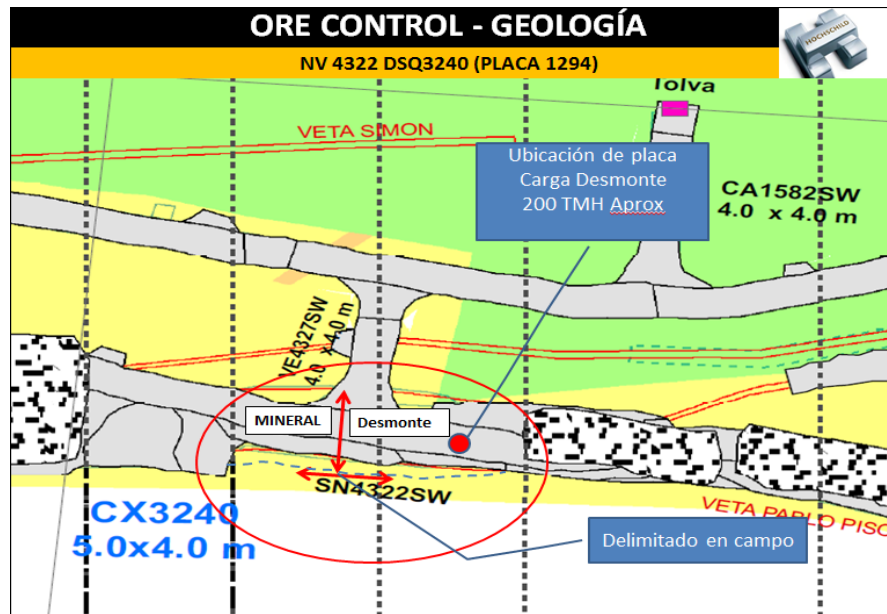 ORE CONTROL - GEOLOGÍA
NV 4322 DSQ3240 (PLACA 1294)
HOCHSCHILD
Tolva
VETA SIMON
Ubicación de placa
Carga Desmonte
200 TMH Aprox
CA1582SW
4.0 x 4.0 m
VE4327SW
4.0 x 4.0 m
MINERAL
Desmonte
SN4322SW
CX3240
5.0x4.0 m
VETA PABLO PISO
Delimitado en campo